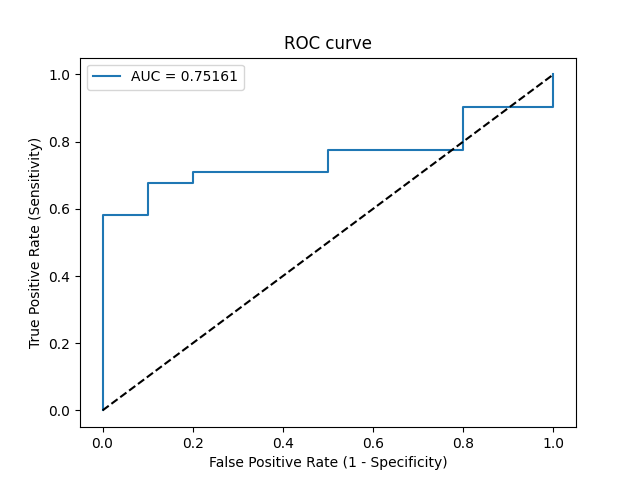 ROC curve
AUC = 0.75161
1.0
0.8
0.6
0.4
0.2
0.0
True Positive Rate (Sensitivity)
0.0 0.2 0.4 0.6 0.8 1.0
False Positive Rate (1 - Specificity)